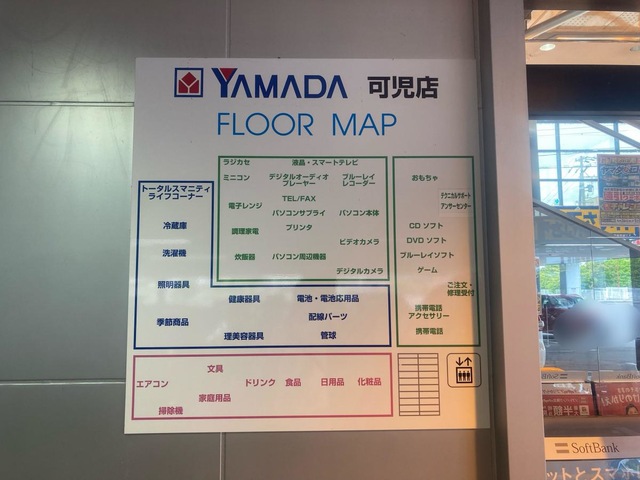 YAMADA 可児店
FLOOR MAP
ラジカセ
液晶・スマートテレビ
ミニコン
デジタルオーディオ
プレーヤー
ブルーレイ
レコーダー
TEL/FAX
電子レンジ
パソコンサプライ
パソコン本体
プリンタ
調理家電
ビデオカメラ
炊飯器
パソコン周辺機器
デジタルカメラ
おもちゃ
テクニカルサポート
アンサーセンター
CD ソフト
DVD ソフト
ブルーレイソフト
ゲーム
ご注文・
修理受付
携帯電話
アクセサリー
携帯電話
トータルスマニティ
ライフコーナー
冷蔵庫
洗濯機
照明器具
季節商品
健康器具
電池・電池応用品
配線パーツ
理美容器具
管球
文具
エアコン
ドリンク
食品
日用品
化粧品
家庭用品
掃除機
SoftBank